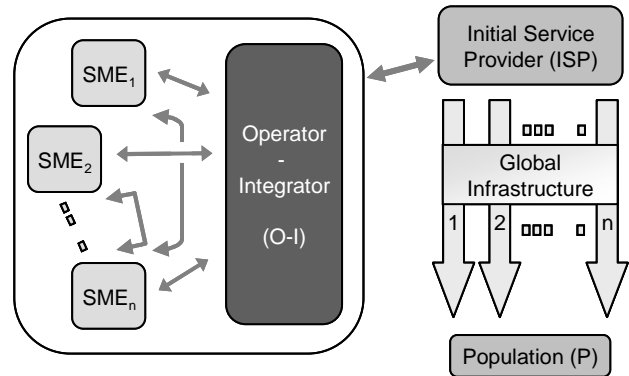 SME1
SME2
SMEn
Operator
-
Integrator
(O-I)
Initial Service
Provider (ISP)
Global
Infrastructure
1 2 n
Population (P)